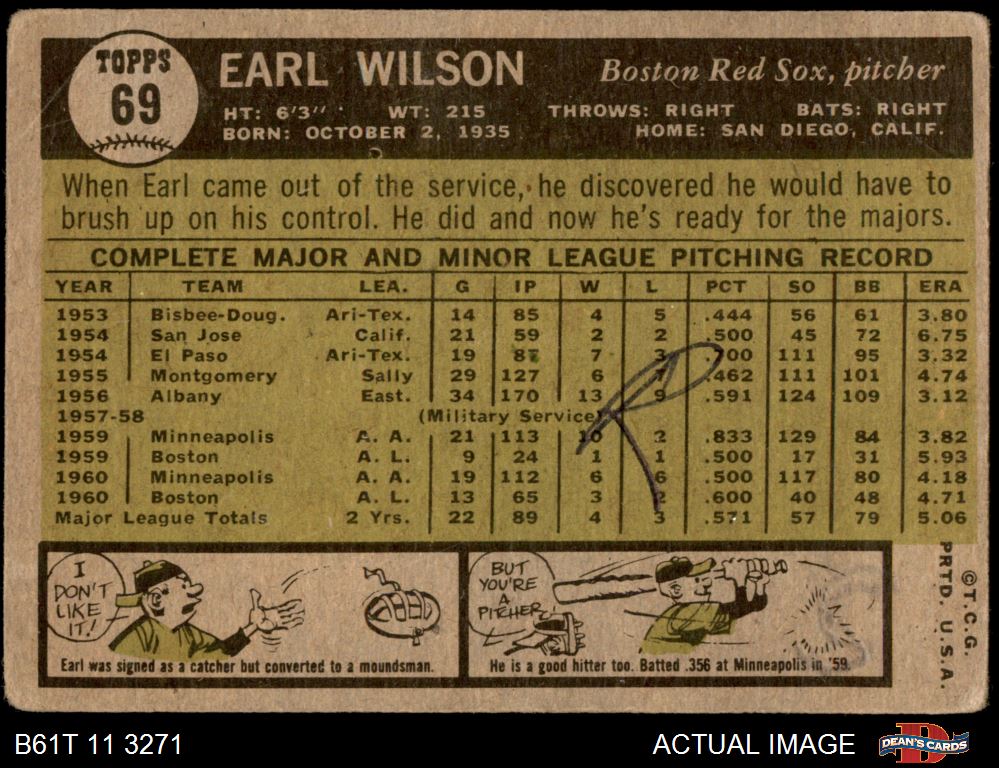 TOPPS
69
EARL WILSON
Boston Red Sox, pitcher
HT: 6'3" WT: 215 THROWS: RIGHT BATS: RIGHT
BORN: OCTOBER 2, 1935 HOME: SAN DIEGO, CALIF.
When Earl came out of the service, he discovered he would have to
brush up on his control. He did and now he's ready for the majors.
COMPLETE MAJOR AND MINOR LEAGUE PITCHING RECORD
YEAR TEAM LEA. G IP W L PCT SO BB ERA
1953 Bisbee-Doug. Ari-Tex. 14 85 4 5 .444 56 61 3.80
1954 San Jose Calif. 21 59 2 2 .500 45 72 6.75
1954 El Paso Ari-Tex. 19 87 7 3 .700 111 95 3.32
1955 Montgomery Sally 29 127 6 .462 111 101 4.74
1956 Albany East. 34 170 13 9 .591 124 109 3.12
1957-58 (Military Service)
1959 Minneapolis A. A. 21 113 10 2 .833 129 84 3.82
1959 Boston A. L. 9 24 1 1 .500 17 31 5.93
1960 Minneapolis A. A. 19 112 6 6 .500 117 80 4.18
1960 Boston A. L. 13 65 3 2 .600 40 48 4.71
Major League Totals 2 Yrs. 22 89 4 3 .571 57 79 5.06
R
I
DON'T
LIKE
IT!
Earl was signed as a catcher but converted to a moundsman.
BUT
YOU'RE
A
PITCHER
He is a good hitter too. Batted .356 at Minneapolis in '59.
©T.C.G.
PRTD. U.S.A.
B61T 11 3271
ACTUAL IMAGE
DEAN'S CARDS